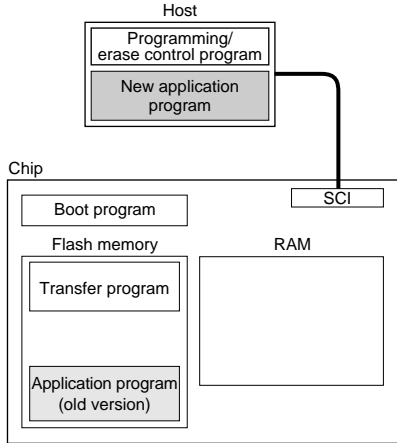 Host
Programming/
erase control program
New application
program
Chip
SCI
Boot program
Flash memory
RAM
Transfer program
Application program
(old version)